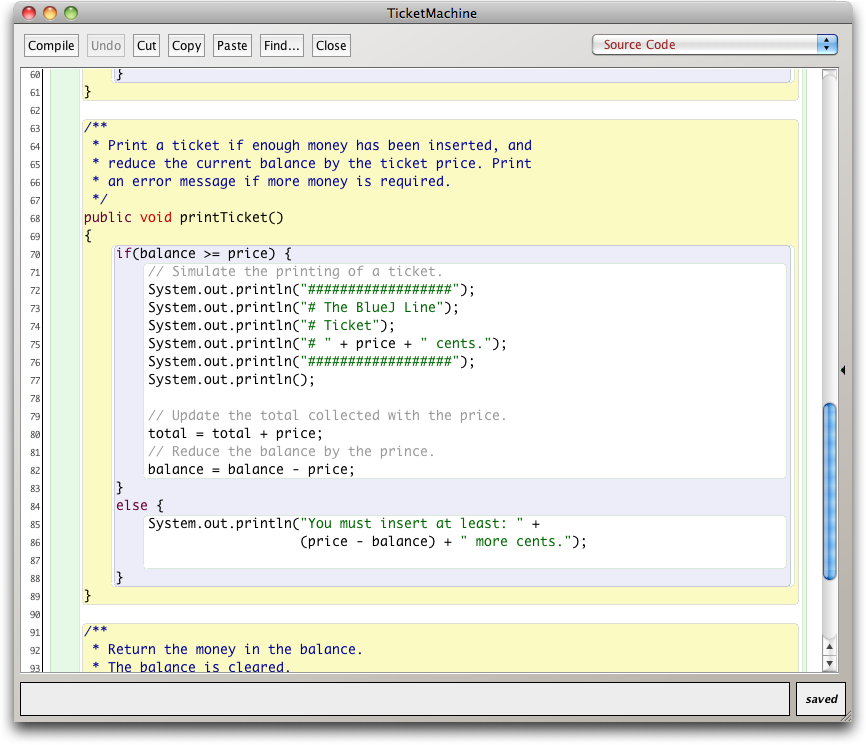 TicketMachine
Compile Undo Cut Copy Paste Find... Close Source Code
60 }
61 }
62
63 /**
64 * Print a ticket if enough money has been inserted, and
65 * reduce the current balance by the ticket price. Print
66 * an error message if more money is required.
67 */
68 public void printTicket()
69 {
70 if(balance >= price) {
71 // Simulate the printing of a ticket.
72 System.out.println("##################");
73 System.out.println("# The BlueJ Line");
74 System.out.println("# Ticket");
75 System.out.println("# " + price + " cents.");
76 System.out.println("##################");
77 System.out.println();
78
79 // Update the total collected with the price.
80 total = total + price;
81 // Reduce the balance by the prince.
82 balance = balance - price;
83 }
84 else {
85 System.out.println("You must insert at least: " +
86 (price - balance) + " more cents.");
87
88 }
89 }
90
91 /**
92 * Return the money in the balance.
93 * The balance is cleared.
saved